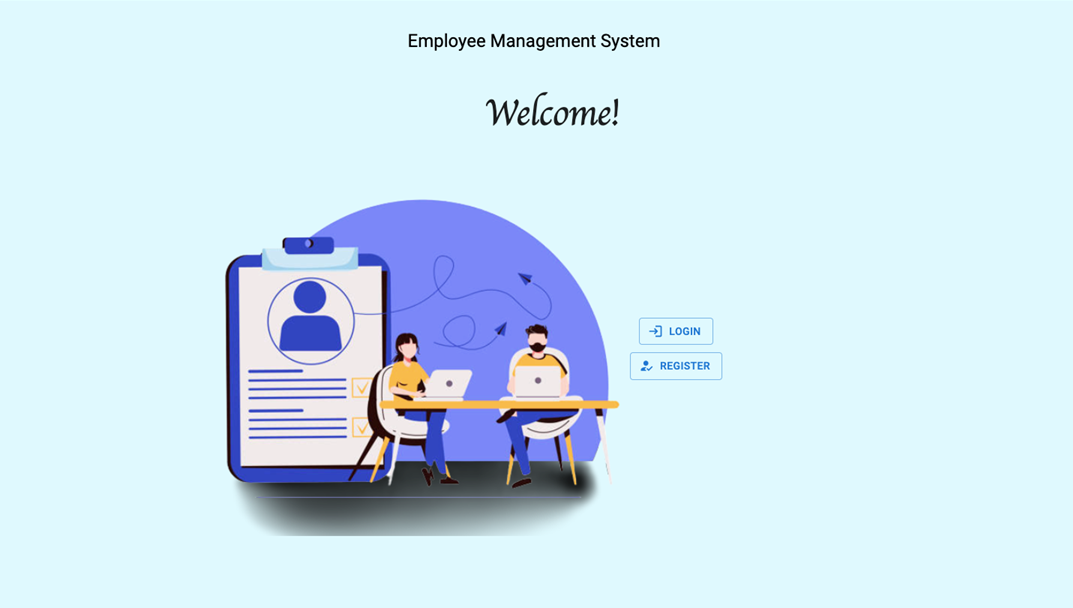 Employee Management System
Welcome!
LOGIN
REGISTER